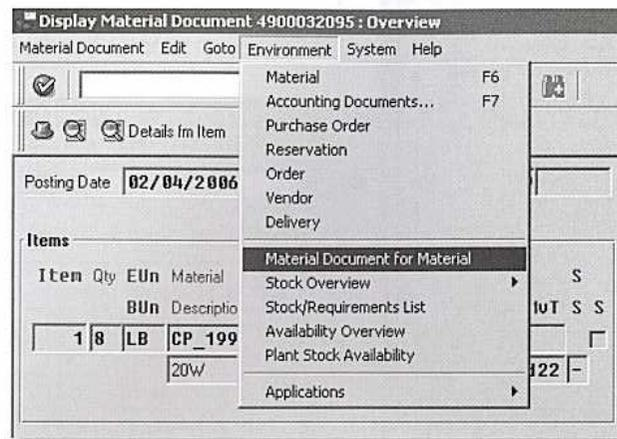 Display Material Document 4900032095 : Overview
Material Document Edit Goto Environment System Help
Material F6
Accounting Documents... F7
Details fm Item
Purchase Order
Reservation
Order
Posting Date 02/04/2006
Vendor
Delivery
Items
Material Document for Material
Item Qty EUn Material
Stock Overview
S
BUn Descriptio
Stock/Requirements List
S S
1 8 LB CP_199
Availability Overview
20W
Plant Stock Availability
Applications